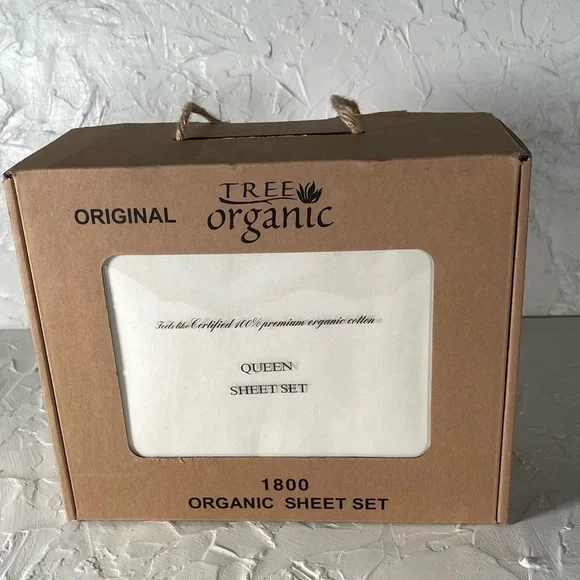 ORIGINAL
TREE
organic
Feels like Certified 100% premium organic cotton
QUEEN
SHEET SET
1800
ORGANIC SHEET SET